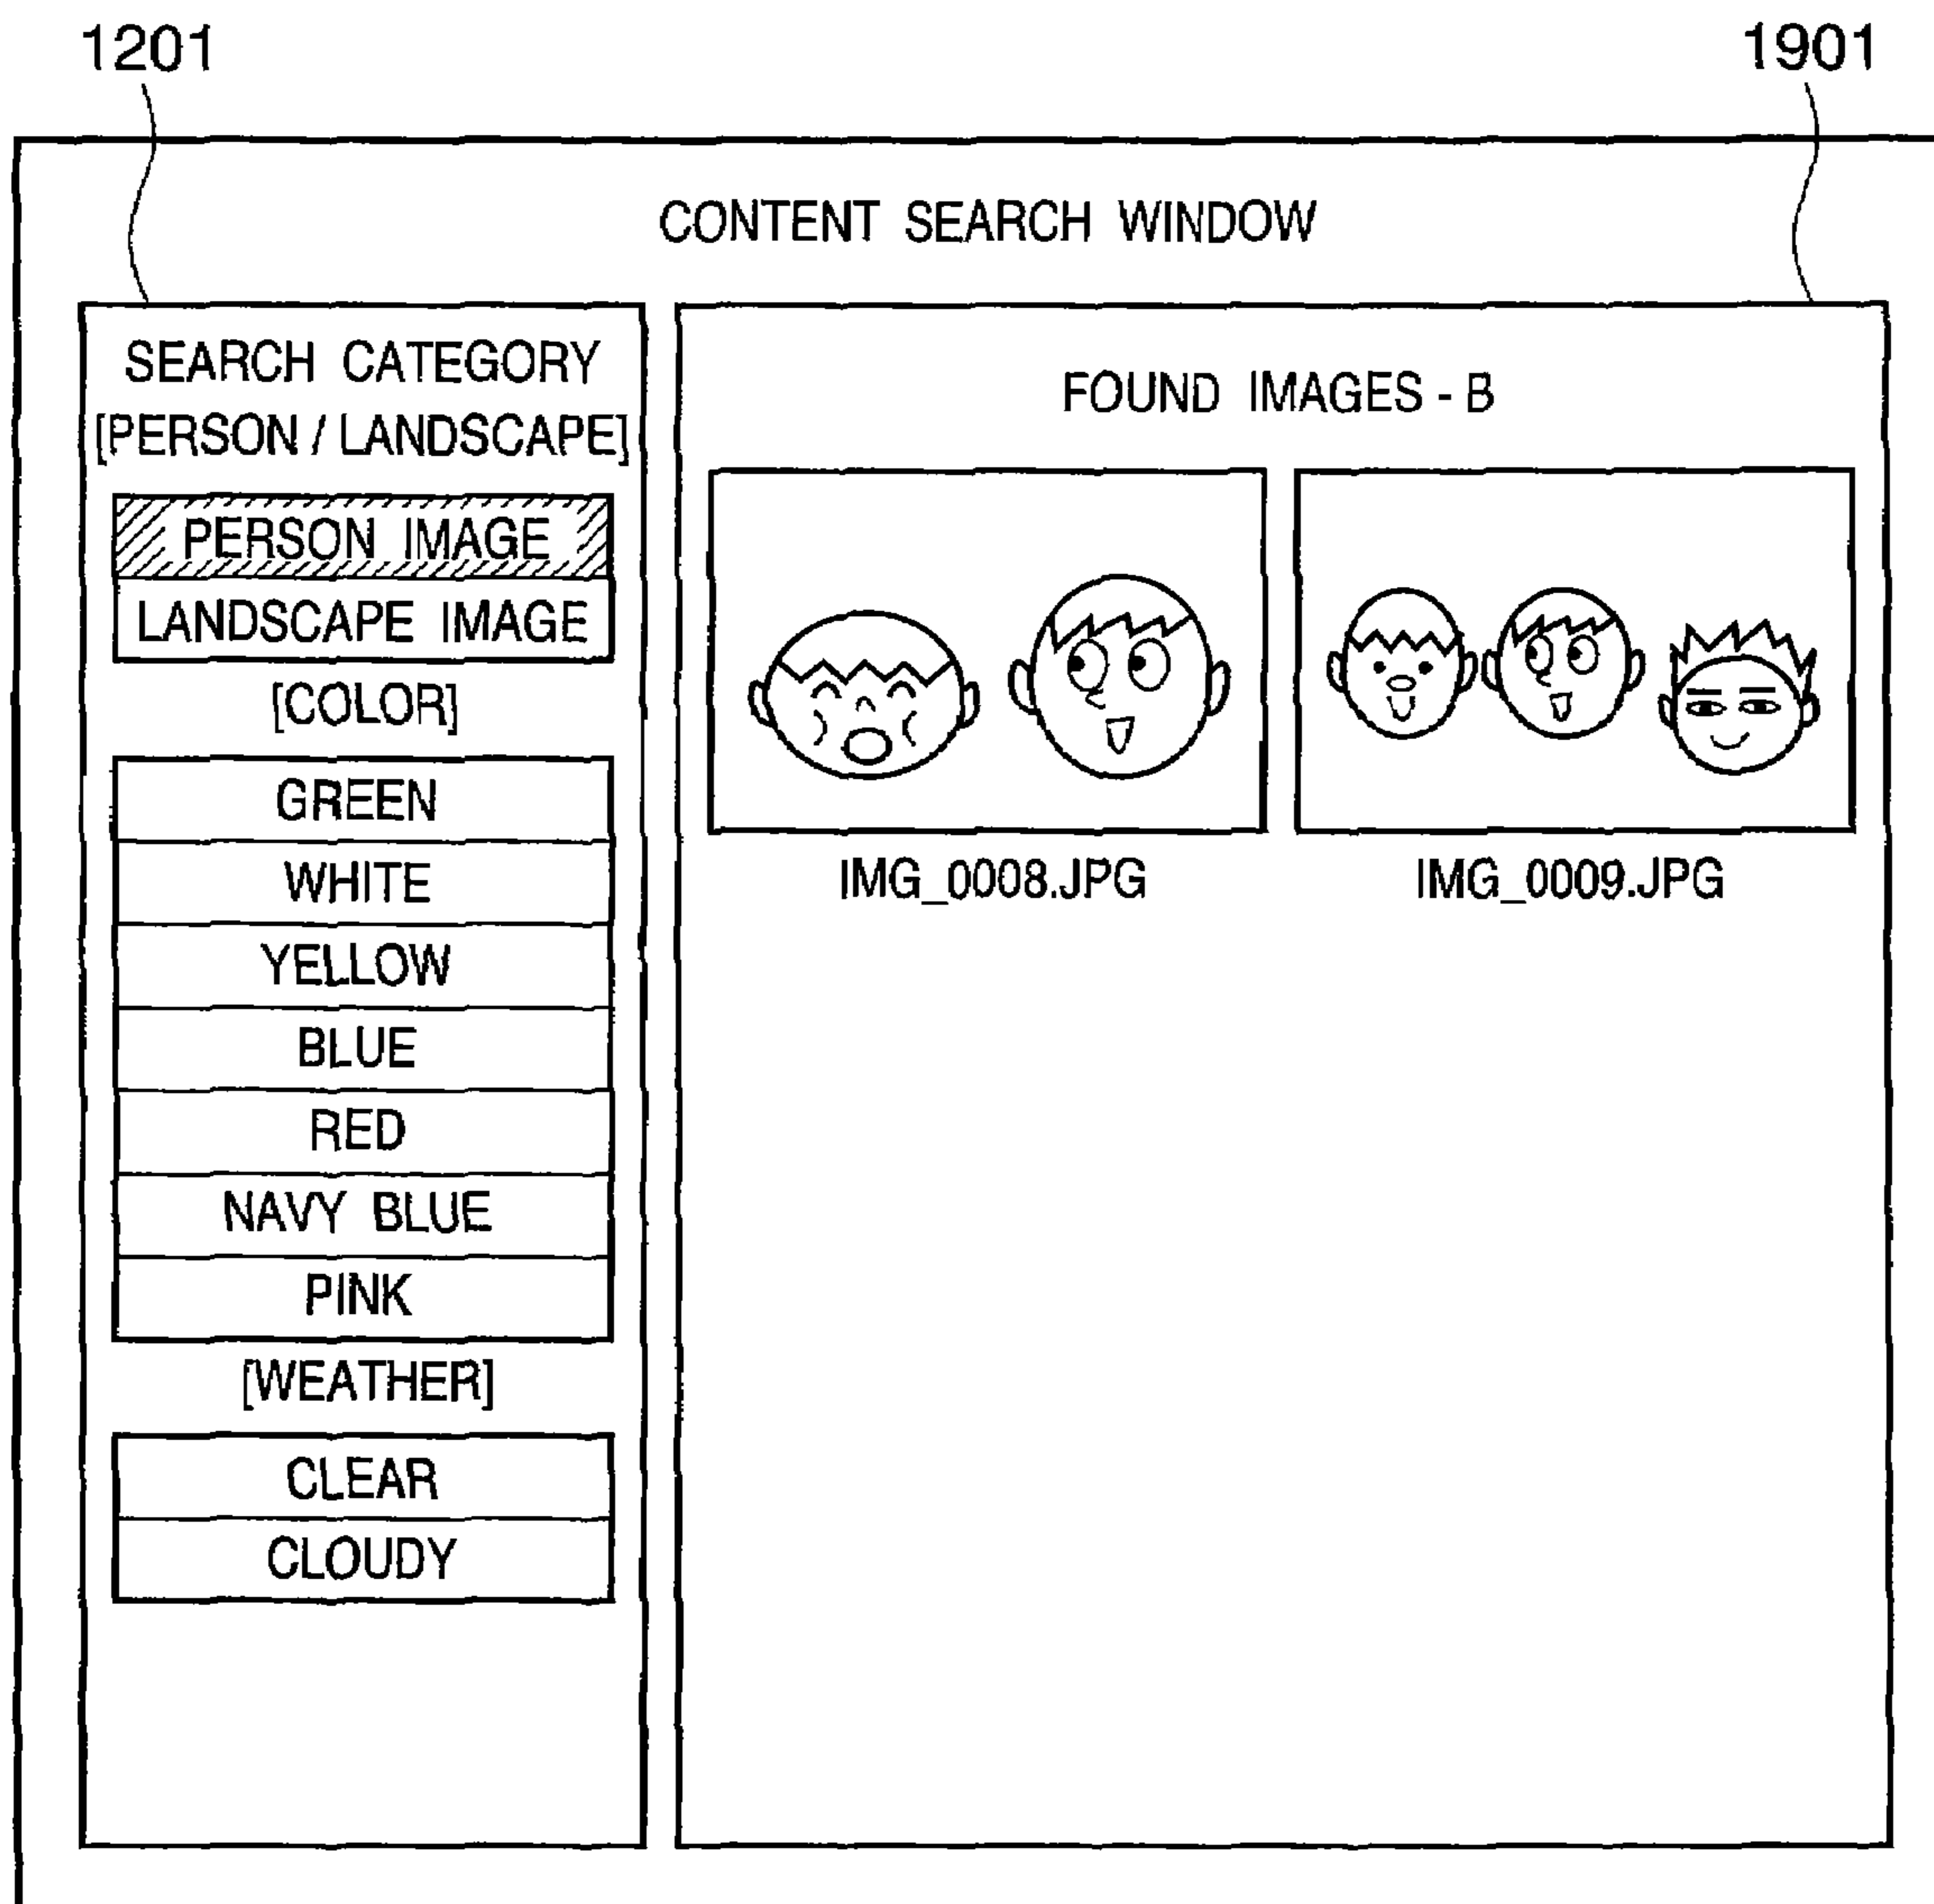 1201
1901
CONTENT SEARCH WINDOW
SEARCH CATEGORY
[PERSON / LANDSCAPE]
PERSON IMAGE
LANDSCAPE IMAGE
[COLOR]
GREEN
WHITE
YELLOW
BLUE
RED
NAVY BLUE
PINK
[WEATHER]
CLEAR
CLOUDY
FOUND IMAGES - B
IMG_0008.JPG
IMG_0009.JPG